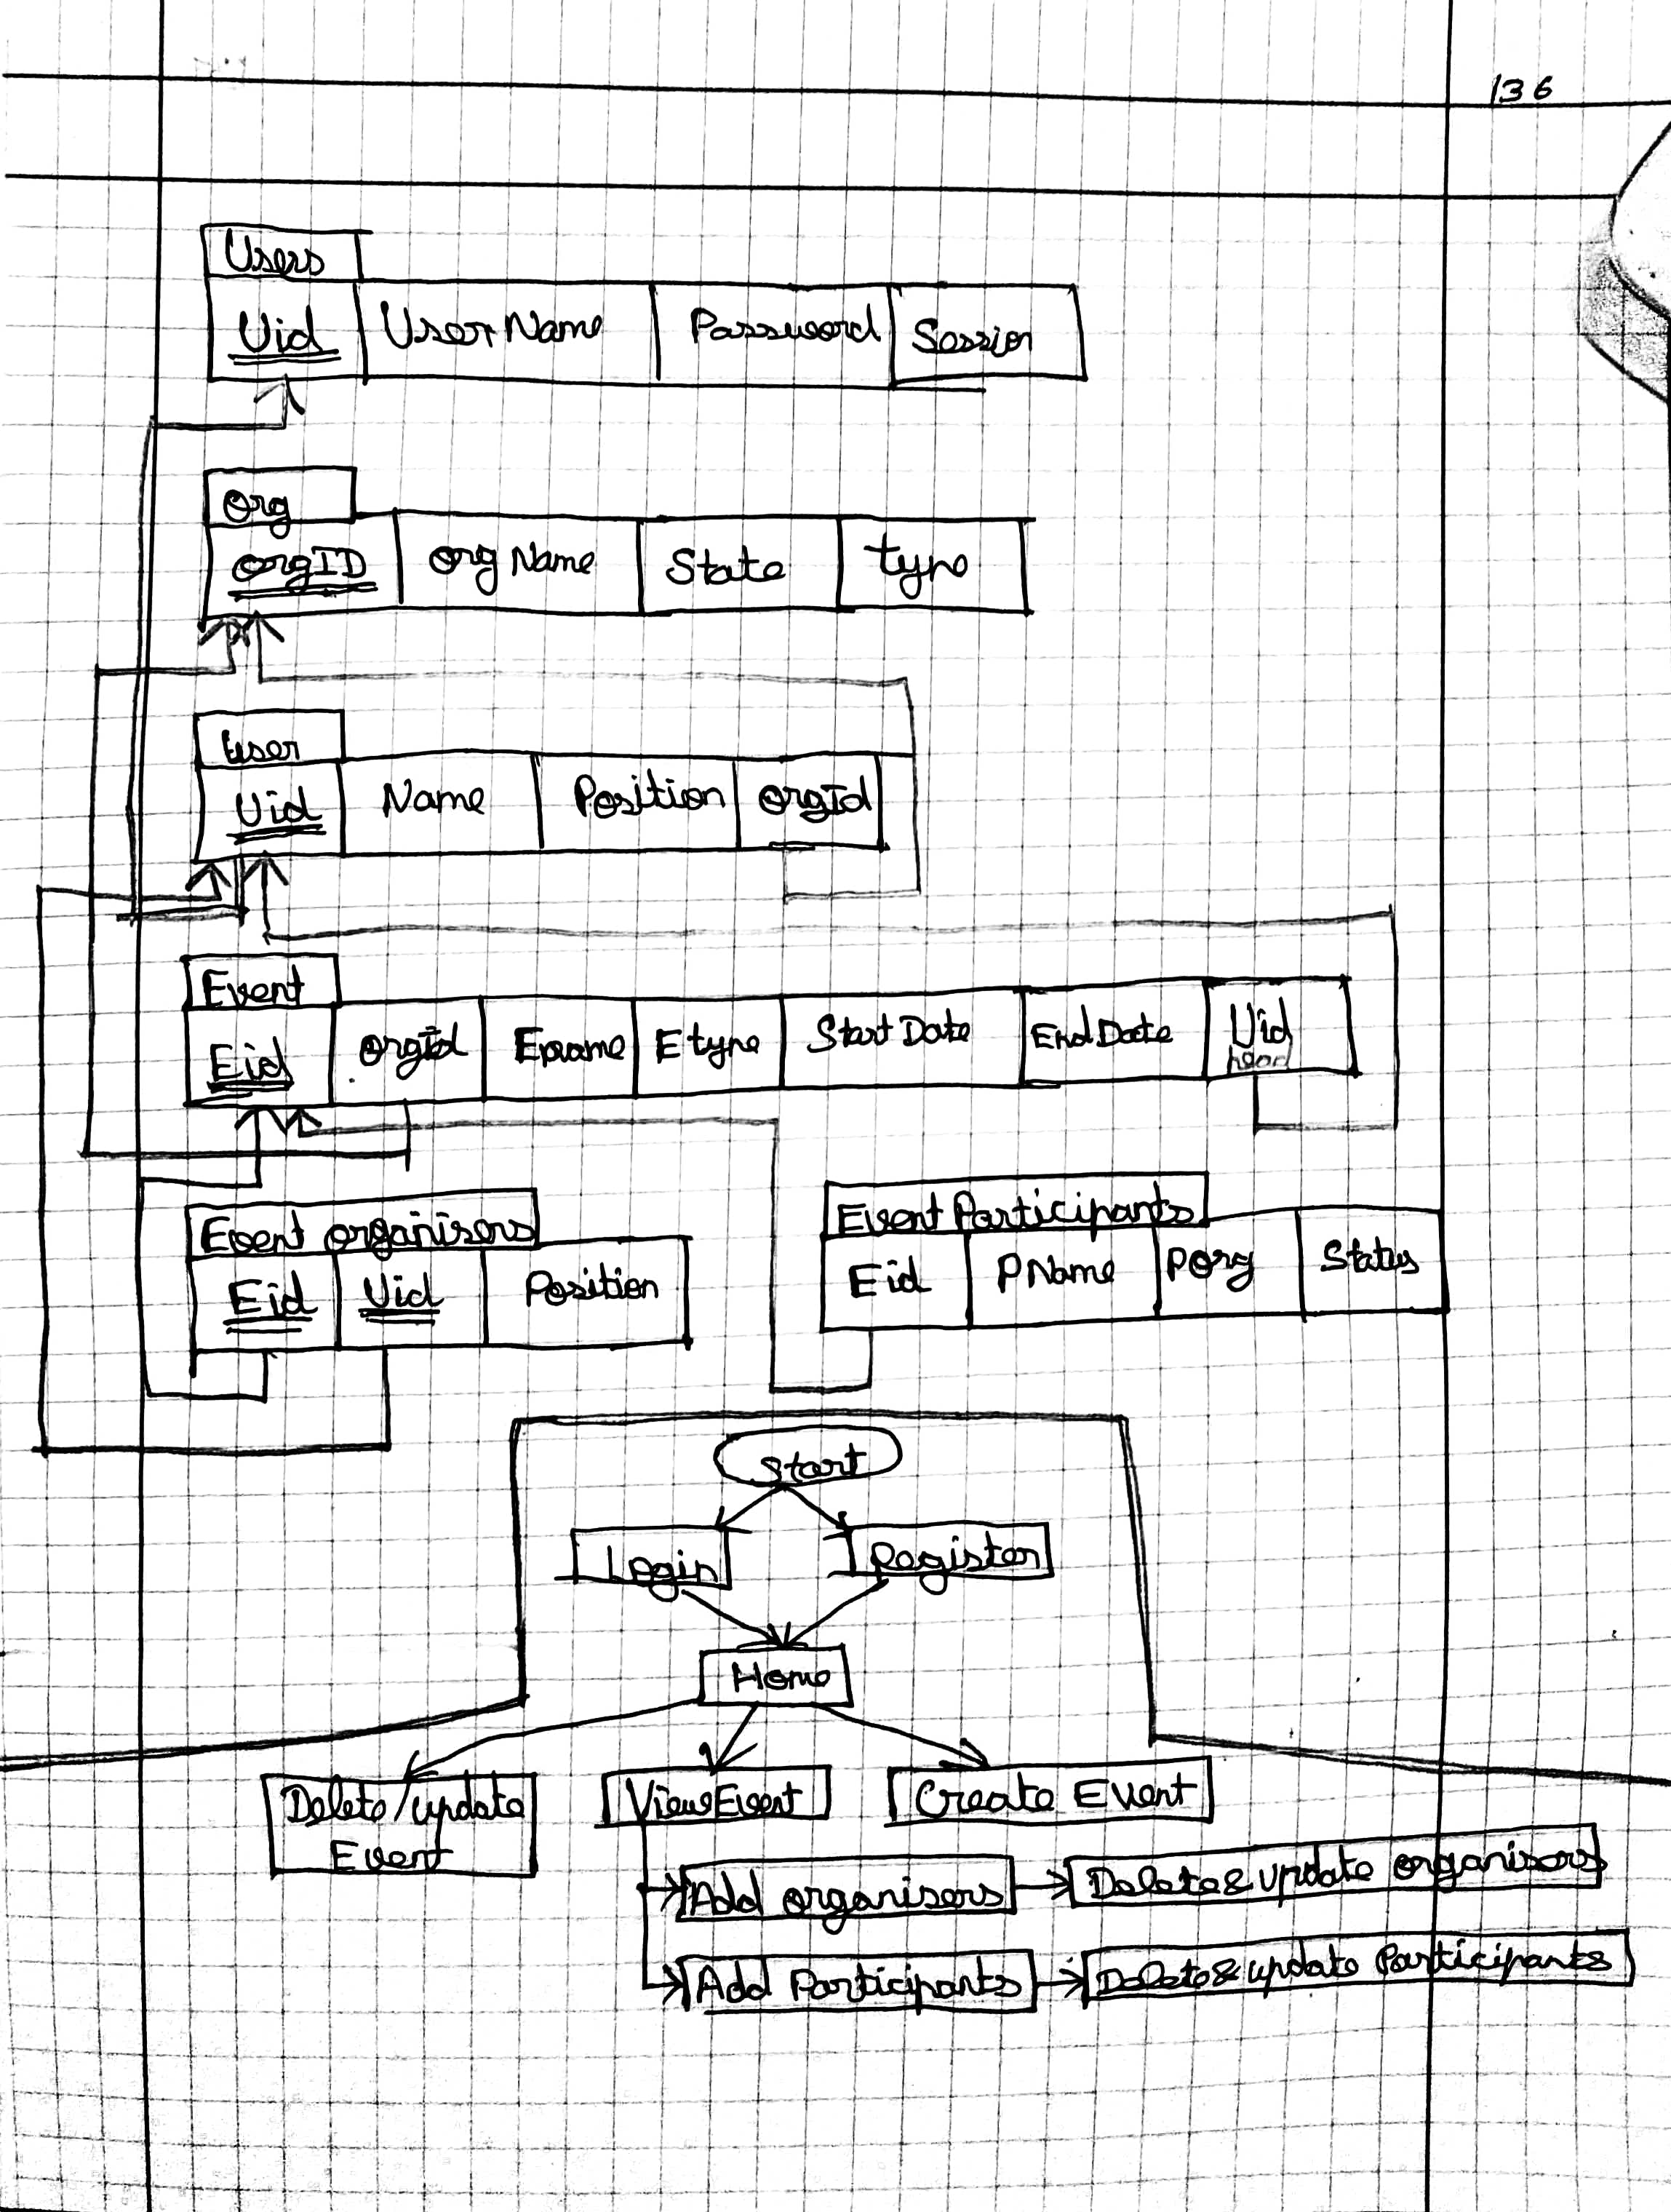 136
Users
Uid UserName Password Session
Org
OrgID Org Name State type
User
Uid Name Position OrgId
Event
Eid OrgId Ename Etype Start Date End Date Uid
head
Event organisers
Eid Uid Position
Event Participants
Eid PName POrg Status
Start
Login Register
Home
Delete/update
Event
View Event
Create Event
Add organisers Delete & update organisers
Add Participants Delete & update Participants